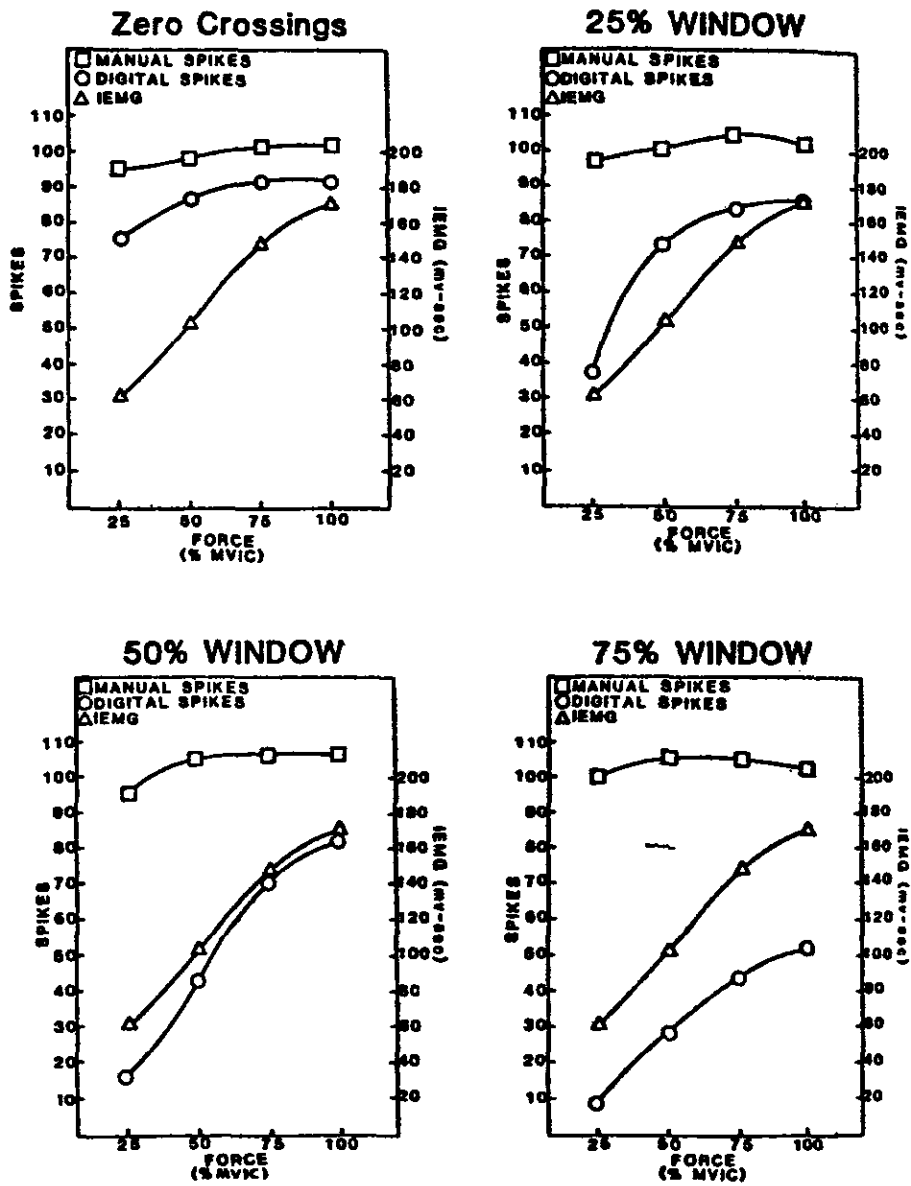 Zero Crossings
MANUAL SPIKES
DIGITAL SPIKES
IEMG
110
100
90
80
70
60
50
40
30
20
10
SPIKES
200
180
160
140
120
100
80
60
40
20
IEMG (mv-sec)
25 50 75 100
FORCE
(% MVIC)
25% WINDOW
MANUAL SPIKES
DIGITAL SPIKES
IEMG
110
100
90
80
70
60
50
40
30
20
10
SPIKES
200
180
160
140
120
100
80
60
40
20
IEMG (mv-sec)
25 50 75 100
FORCE
(% MVIC)
50% WINDOW
MANUAL SPIKES
DIGITAL SPIKES
IEMG
110
100
90
80
70
60
50
40
30
20
10
SPIKES
200
180
160
140
120
100
80
60
40
20
IEMG (mv-sec)
25 50 75 100
FORCE
(% MVIC)
75% WINDOW
MANUAL SPIKES
DIGITAL SPIKES
IEMG
110
100
90
80
70
60
50
40
30
20
10
SPIKES
200
180
160
140
120
100
80
60
40
20
IEMG (mv-sec)
25 50 75 100
FORCE
(% MVIC)